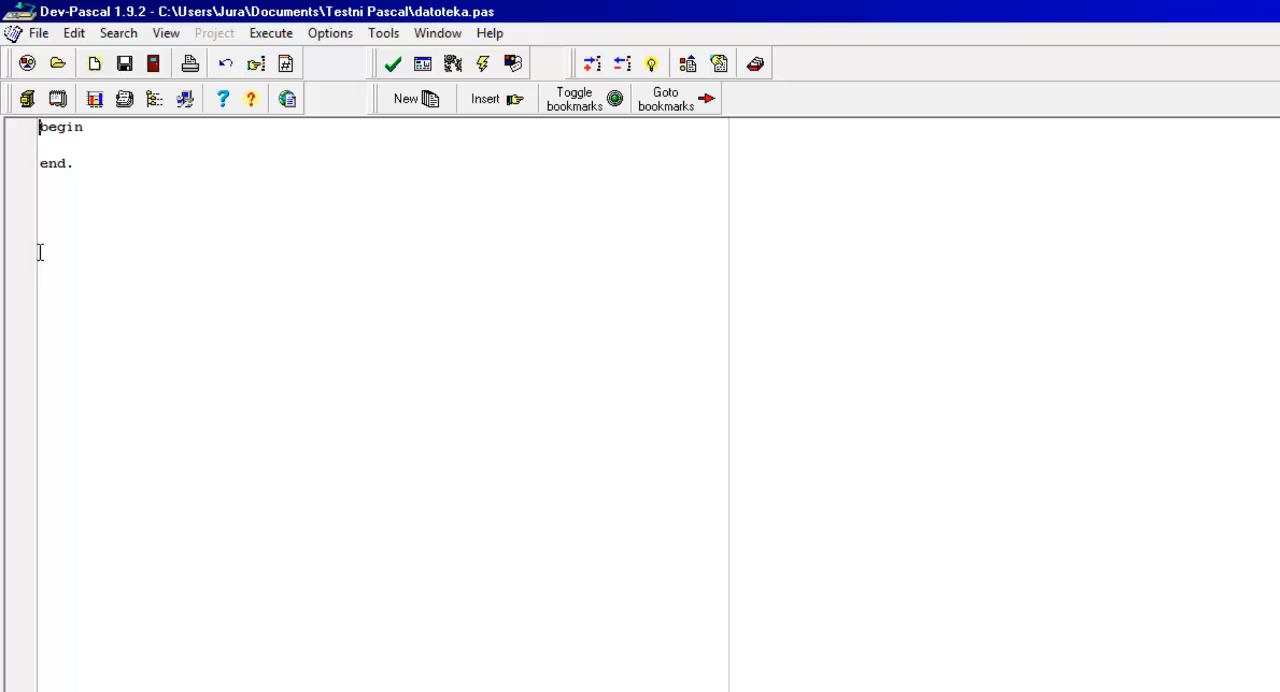 Dev-Pascal 1.9.2 - C:\Users\Jura\Documents\Testni Pascal\datoteka.pas
File Edit Search View Project Execute Options Tools Window Help
New Insert Toggle bookmarks Goto bookmarks
begin
end.